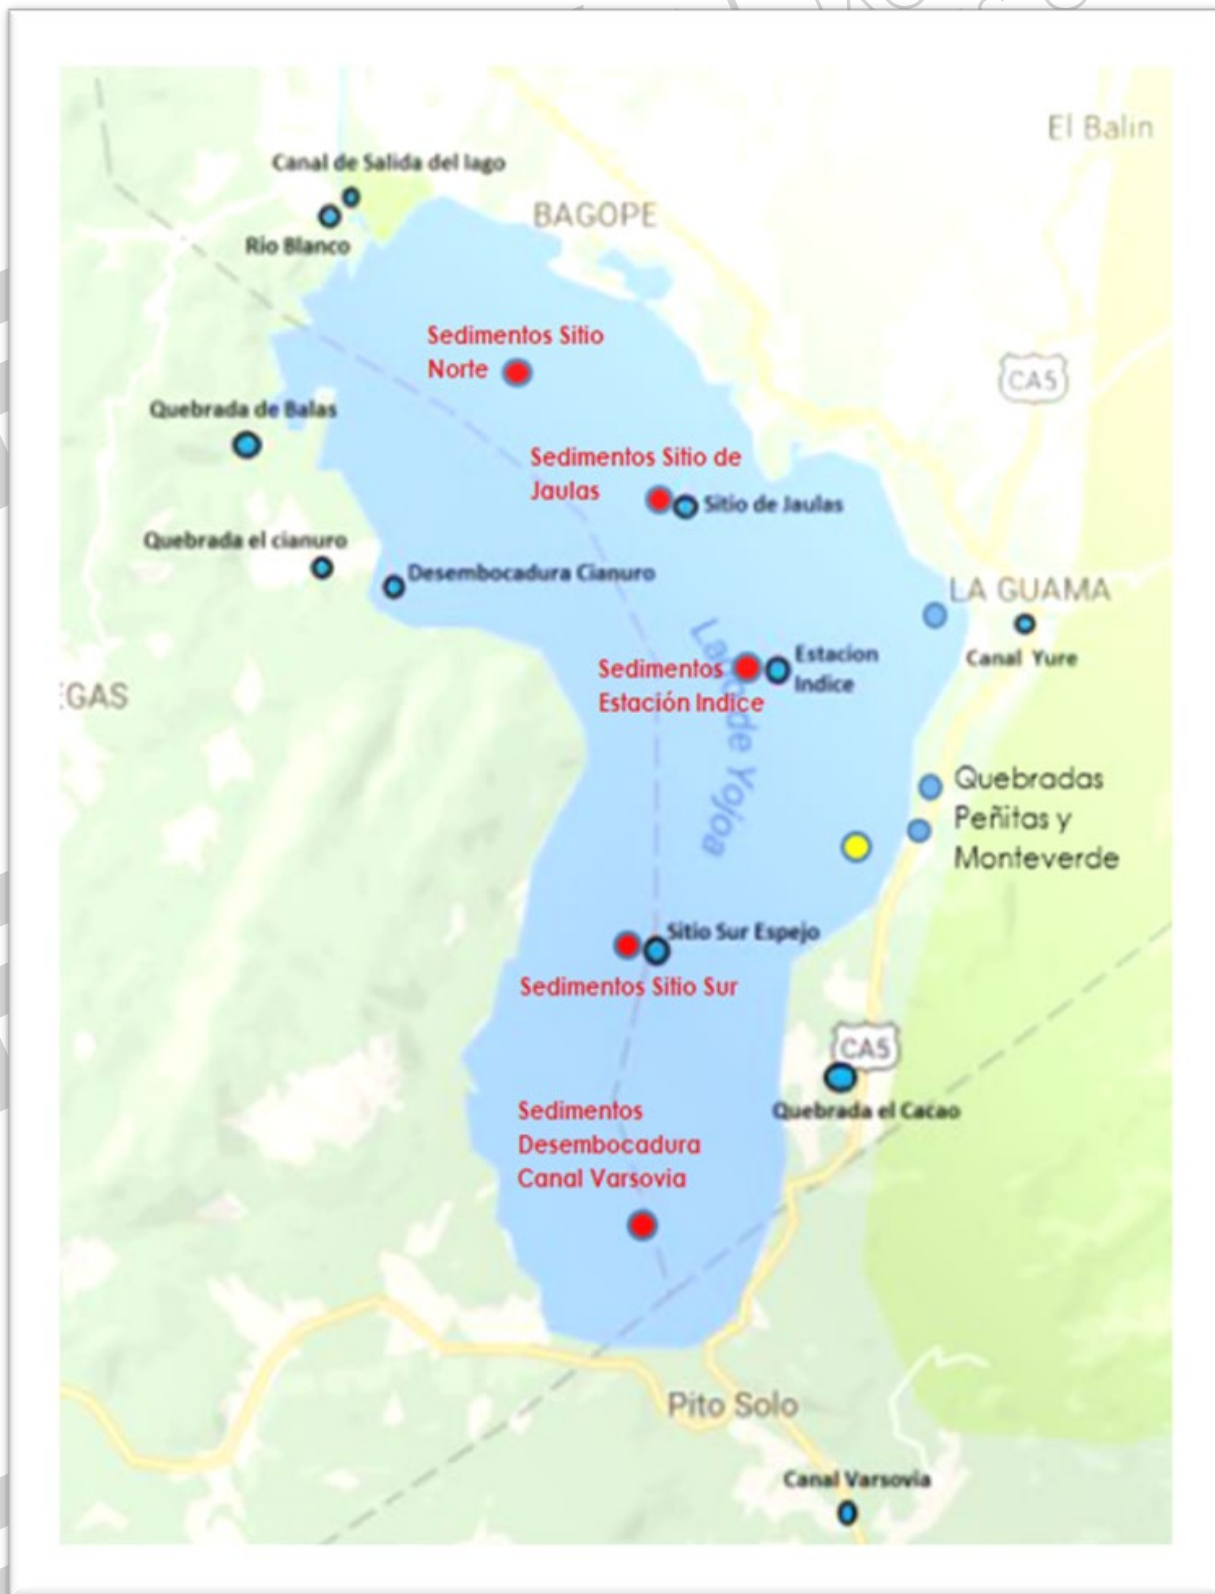 El Balin
Canal de Salida del lago
BAGOPE
Rio Blanco
Sedimentos Sitio
Norte
CA5
Quebrada de Balas
Sedimentos Sitio de
Jaulas
Sitio de Jaulas
Quebrada el cianuro
Desembocadura Cianuro
LA GUAMA
Canal Yure
Estacion
Indice
Sedimentos
Estación Indice
EGAS
Lago de Yojoa
Quebradas
Peñitas y
Monteverde
Sitio Sur Espejo
Sedimentos Sitio Sur
CA5
Quebrada el Cacao
Sedimentos
Desembocadura
Canal Varsovia
Pito Solo
Canal Varsovia